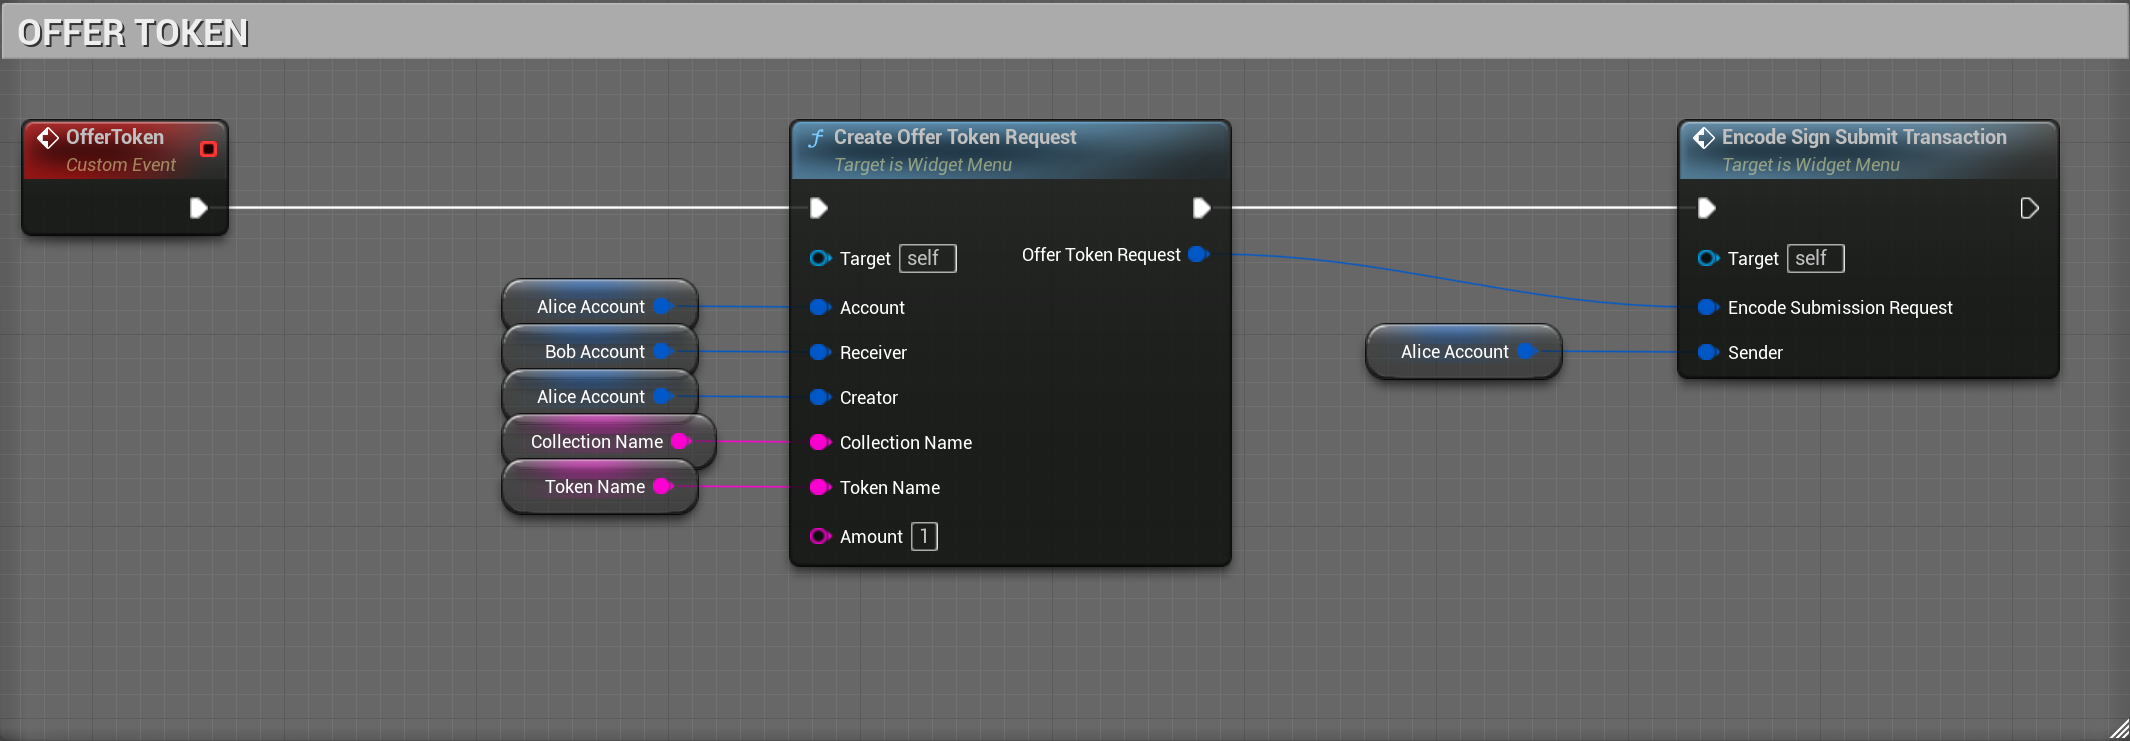 OFFER TOKEN
OfferToken
Custom Event
Create Offer Token Request
Target is Widget Menu
Target self
Offer Token Request
Account
Receiver
Creator
Collection Name
Token Name
Amount 1
Alice Account
Bob Account
Alice Account
Collection Name
Token Name
Alice Account
Encode Sign Submit Transaction
Target is Widget Menu
Target self
Encode Submission Request
Sender